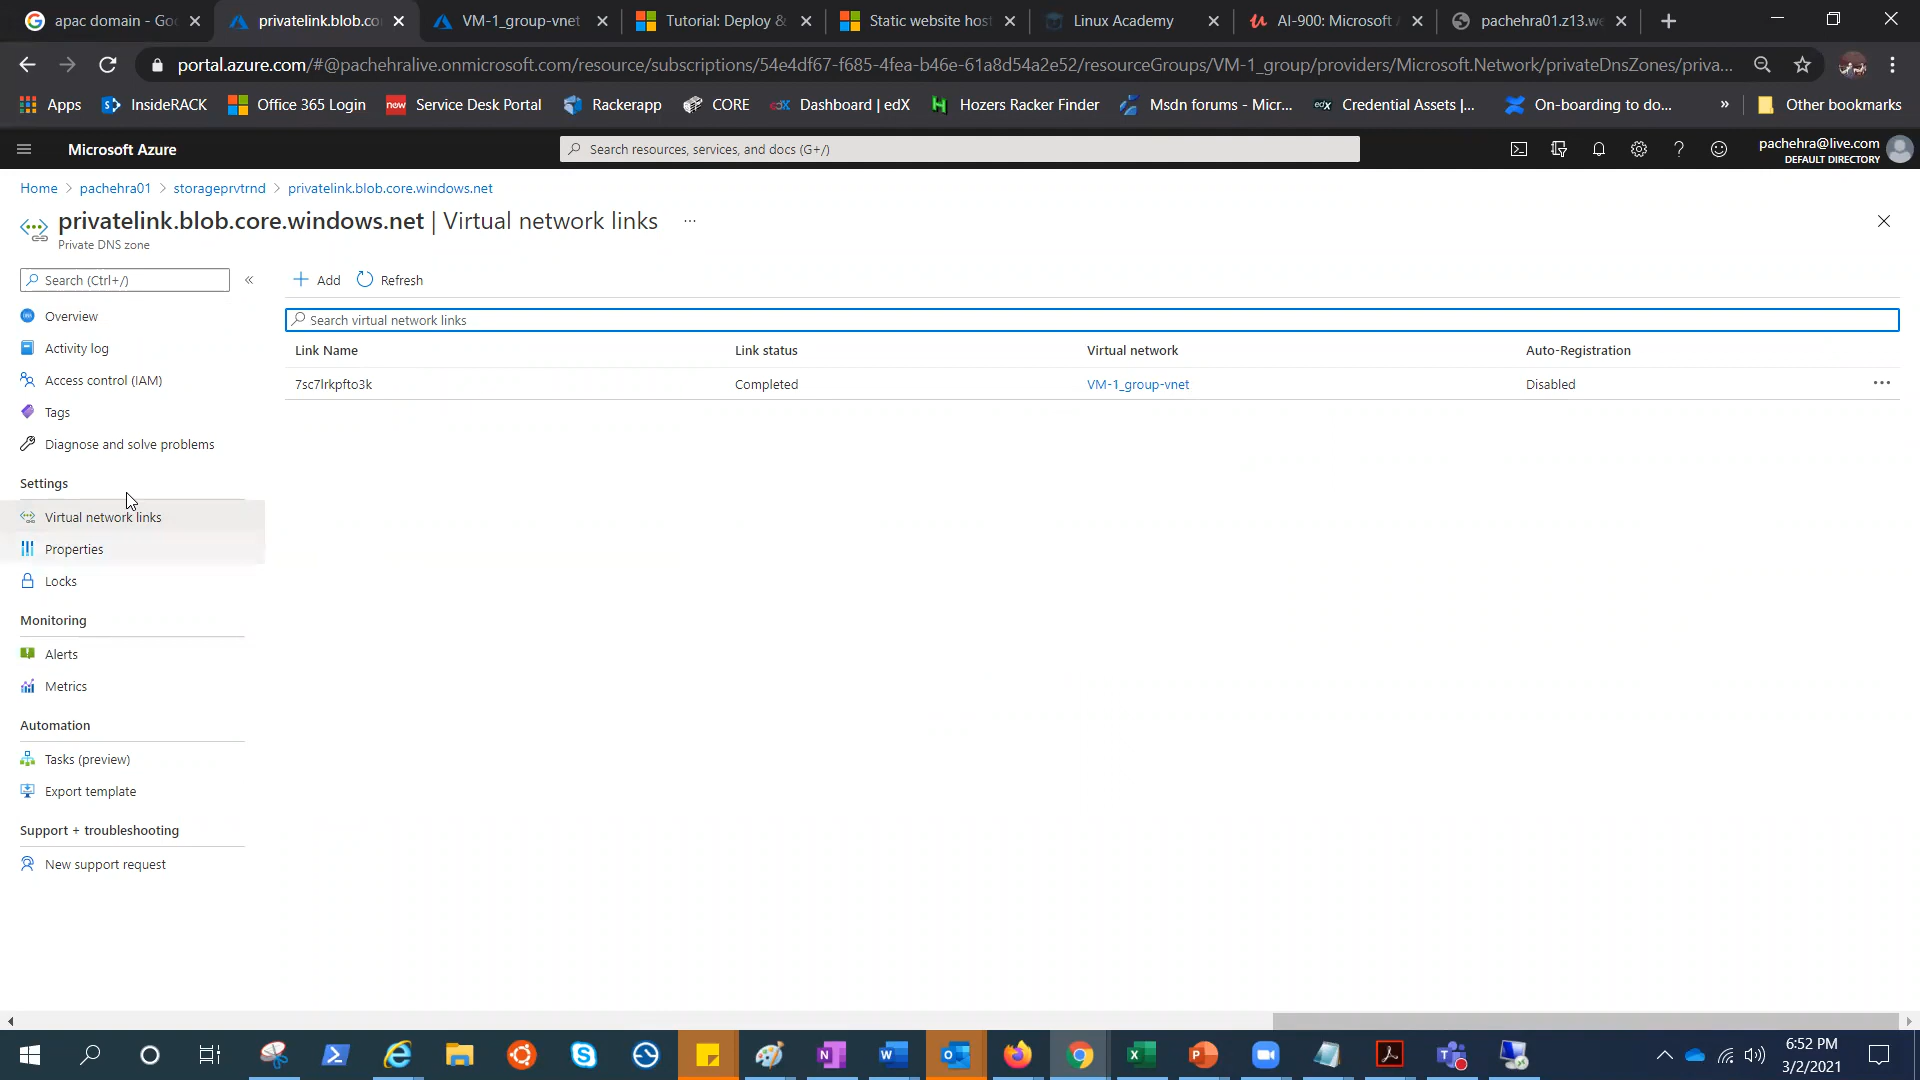 apac domain - Goo
privatelink.blob.co
VM-1_group-vnet
Tutorial: Deploy &
Static website host
Linux Academy
AI-900: Microsoft A
pachehra01.z13.we
portal.azure.com/#@pachehralive.onmicrosoft.com/resource/subscriptions/54e4df67-f685-4fea-b46e-61a8d54a2e52/resourceGroups/VM-1_group/providers/Microsoft.Network/privateDnsZones/priva...
Apps
InsideRACK
Office 365 Login
now Service Desk Portal
Rackerapp
CORE
edX Dashboard | edX
Hozers Racker Finder
Msdn forums - Micr...
edX Credential Assets |...
On-boarding to do...
»
Other bookmarks
Microsoft Azure
Search resources, services, and docs (G+/)
pachehra@live.com
DEFAULT DIRECTORY
Home > pachehra01 > storageprvtrnd > privatelink.blob.core.windows.net
privatelink.blob.core.windows.net | Virtual network links ...
Private DNS zone
Search (Ctrl+/) «
Add
Refresh
Search virtual network links
Link Name Link status Virtual network Auto-Registration
7sc7lrkpfto3k Completed VM-1_group-vnet Disabled ...
Overview
Activity log
Access control (IAM)
Tags
Diagnose and solve problems
Settings
Virtual network links
Properties
Locks
Monitoring
Alerts
Metrics
Automation
Tasks (preview)
Export template
Support + troubleshooting
New support request
6:52 PM
3/2/2021